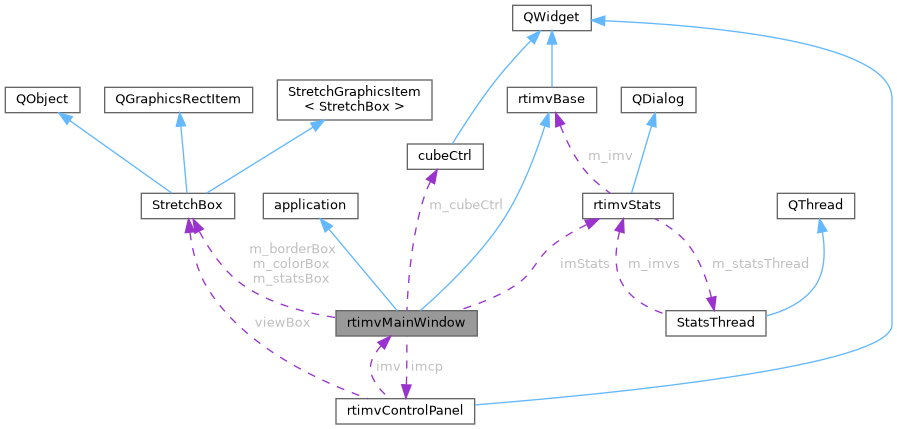 QWidget
StretchGraphicsItem
< StretchBox >
QObject
QGraphicsRectItem
rtimvBase
QDialog
cubeCtrl
m_imv
StretchBox
application
m_cubeCtrl
rtimvStats
QThread
m_borderBox
m_colorBox
m_statsBox
imStats
m_imvs
m_statsThread
viewBox
rtimvMainWindow
StatsThread
imv
imcp
rtimvControlPanel